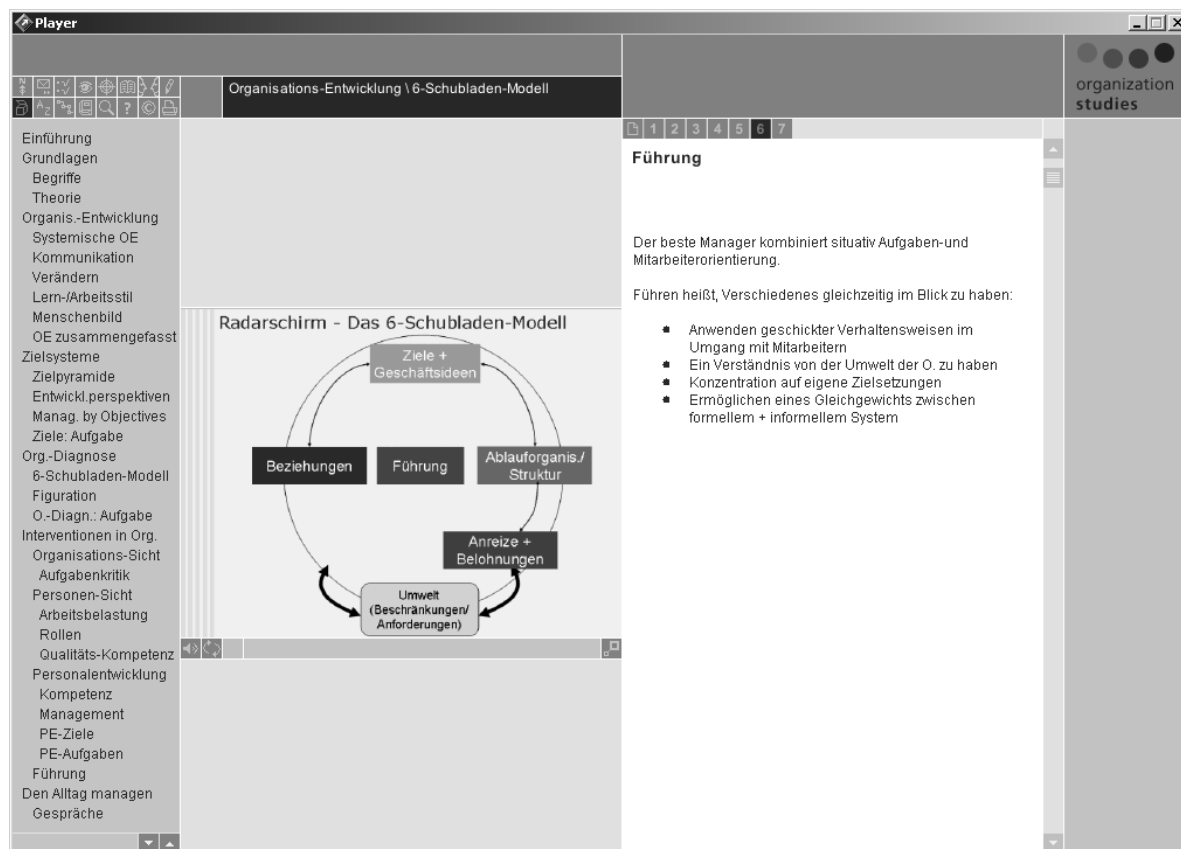 Player
Organisations-Entwicklung \ 6-Schubladen-Modell
organization
studies
Einführung
Grundlagen
Begriffe
Theorie
Organis.-Entwicklung
Systemische OE
Kommunikation
Verändern
Lern-/Arbeitsstil
Menschenbild
OE zusammengefasst
Zielsysteme
Zielpyramide
Entwickl.perspektiven
Manag. by Objectives
Ziele: Aufgabe
Org.-Diagnose
6-Schubladen-Modell
Figuration
O.-Diagn.: Aufgabe
Interventionen in Org.
Organisations-Sicht
Aufgabenkritik
Personen-Sicht
Arbeitsbelastung
Rollen
Qualitäts-Kompetenz
Personalentwicklung
Kompetenz
Management
PE-Ziele
PE-Aufgaben
Führung
Den Alltag managen
Gespräche
Radarschirm - Das 6-Schubladen-Modell
Ziele +
Geschäftsideen
Beziehungen
Führung
Ablauforganis./
Struktur
Anreize +
Belohnungen
Umwelt
(Beschränkungen/
Anforderungen)
1 2 3 4 5 6 7
Führung
Der beste Manager kombiniert situativ Aufgaben-und
Mitarbeiterorientierung.
Führen heißt, Verschiedenes gleichzeitig im Blick zu haben:
Anwenden geschickter Verhaltensweisen im
Umgang mit Mitarbeitern
Ein Verständnis von der Umwelt der O. zu haben
Konzentration auf eigene Zielsetzungen
Ermöglichen eines Gleichgewichts zwischen
formellem + informellem System